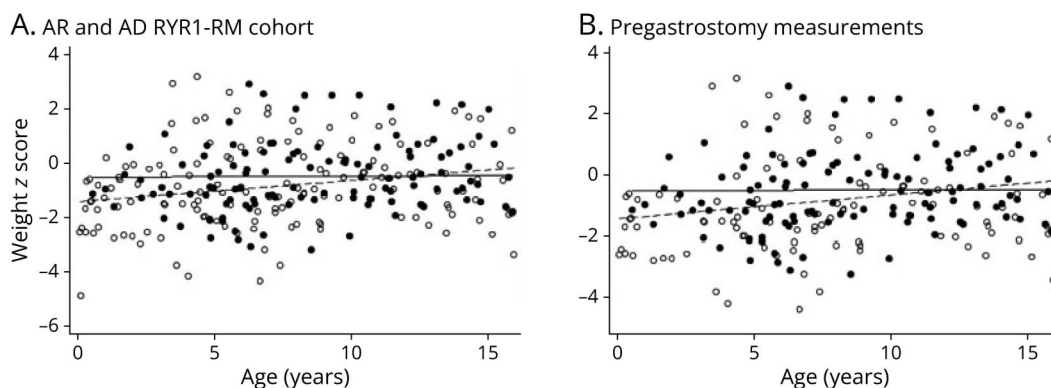 A. AR and AD RYR1-RM cohort
4
2
0
−2
−4
−6
Weight z score
0 5 10 15
Age (years)
B. Pregastrostomy measurements
4
2
0
−2
−4
0 5 10 15
Age (years)